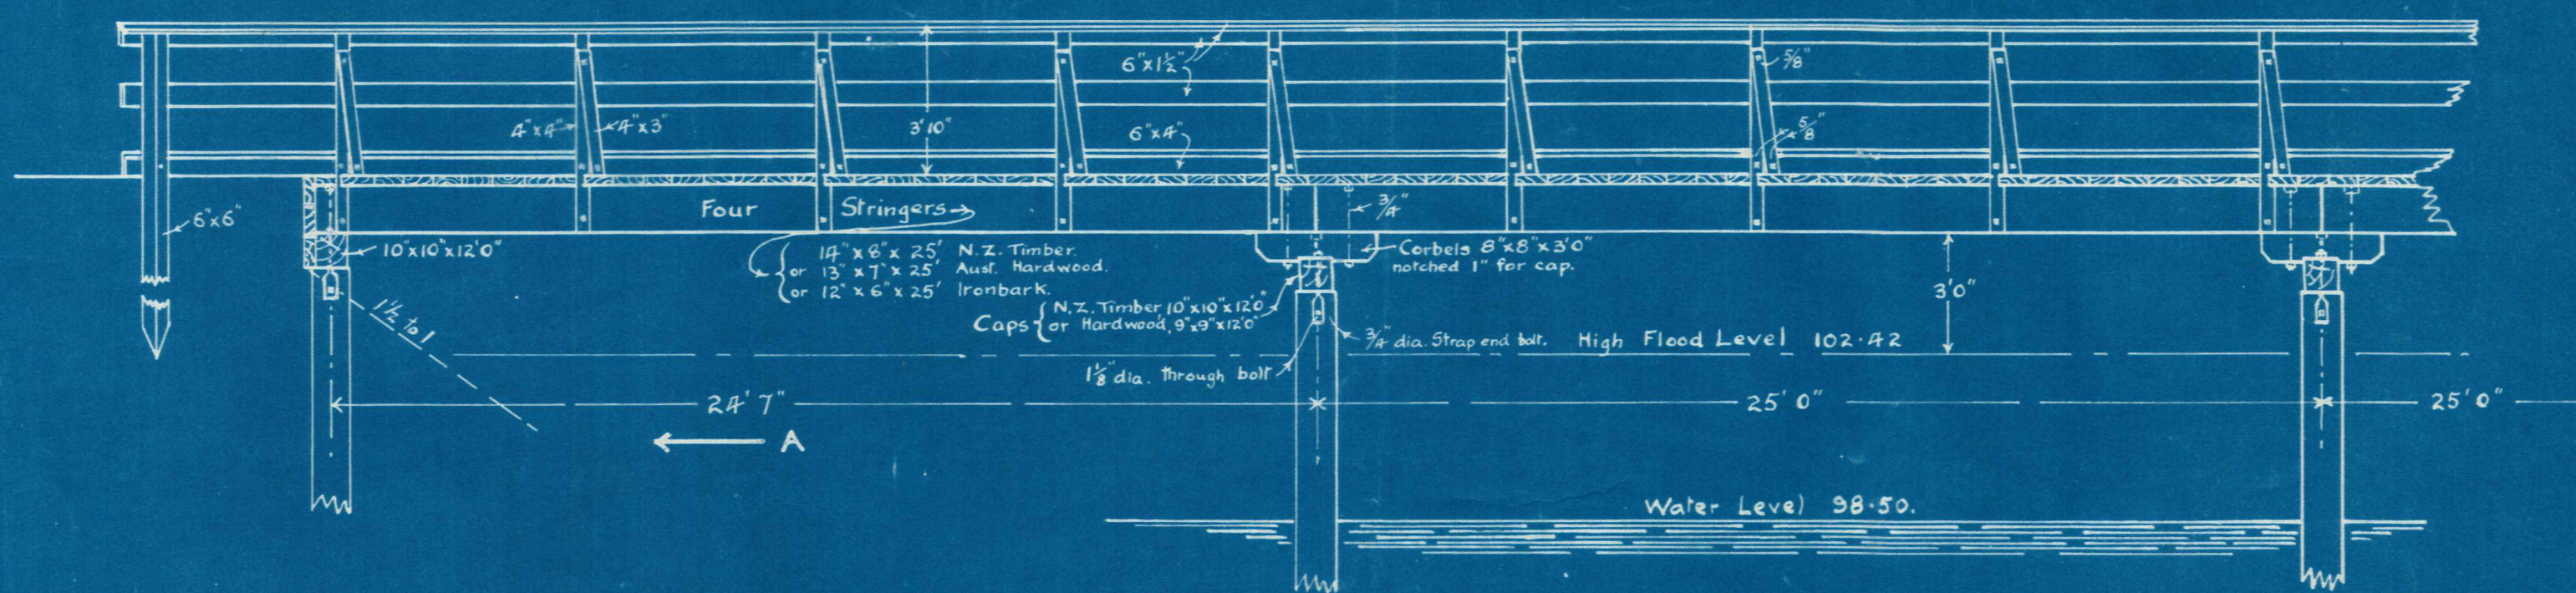 6"x1½"
5/8"
4"x4"
4"x3"
3'10"
6"x4"
5/8"
6"x6"
Four Stringers
3/4"
10"x10"x12'0"
14" x 8" x 25' N.Z. Timber.
or 13" x 7" x 25' Aust. Hardwood.
or 12" x 6" x 25' Ironbark.
Corbels 8"x8"x3'0"
notched 1" for cap.
Caps
N.Z. Timber 10"x10"x12'0"
or Hardwood, 9"x9"x12'0"
1½ to 1
3'0"
3/4" dia. Strap end bolt.
High Flood Level 102·42
1⅛" dia. through bolt
24' 7"
25' 0"
25'0"
A
Water Level 98·50.